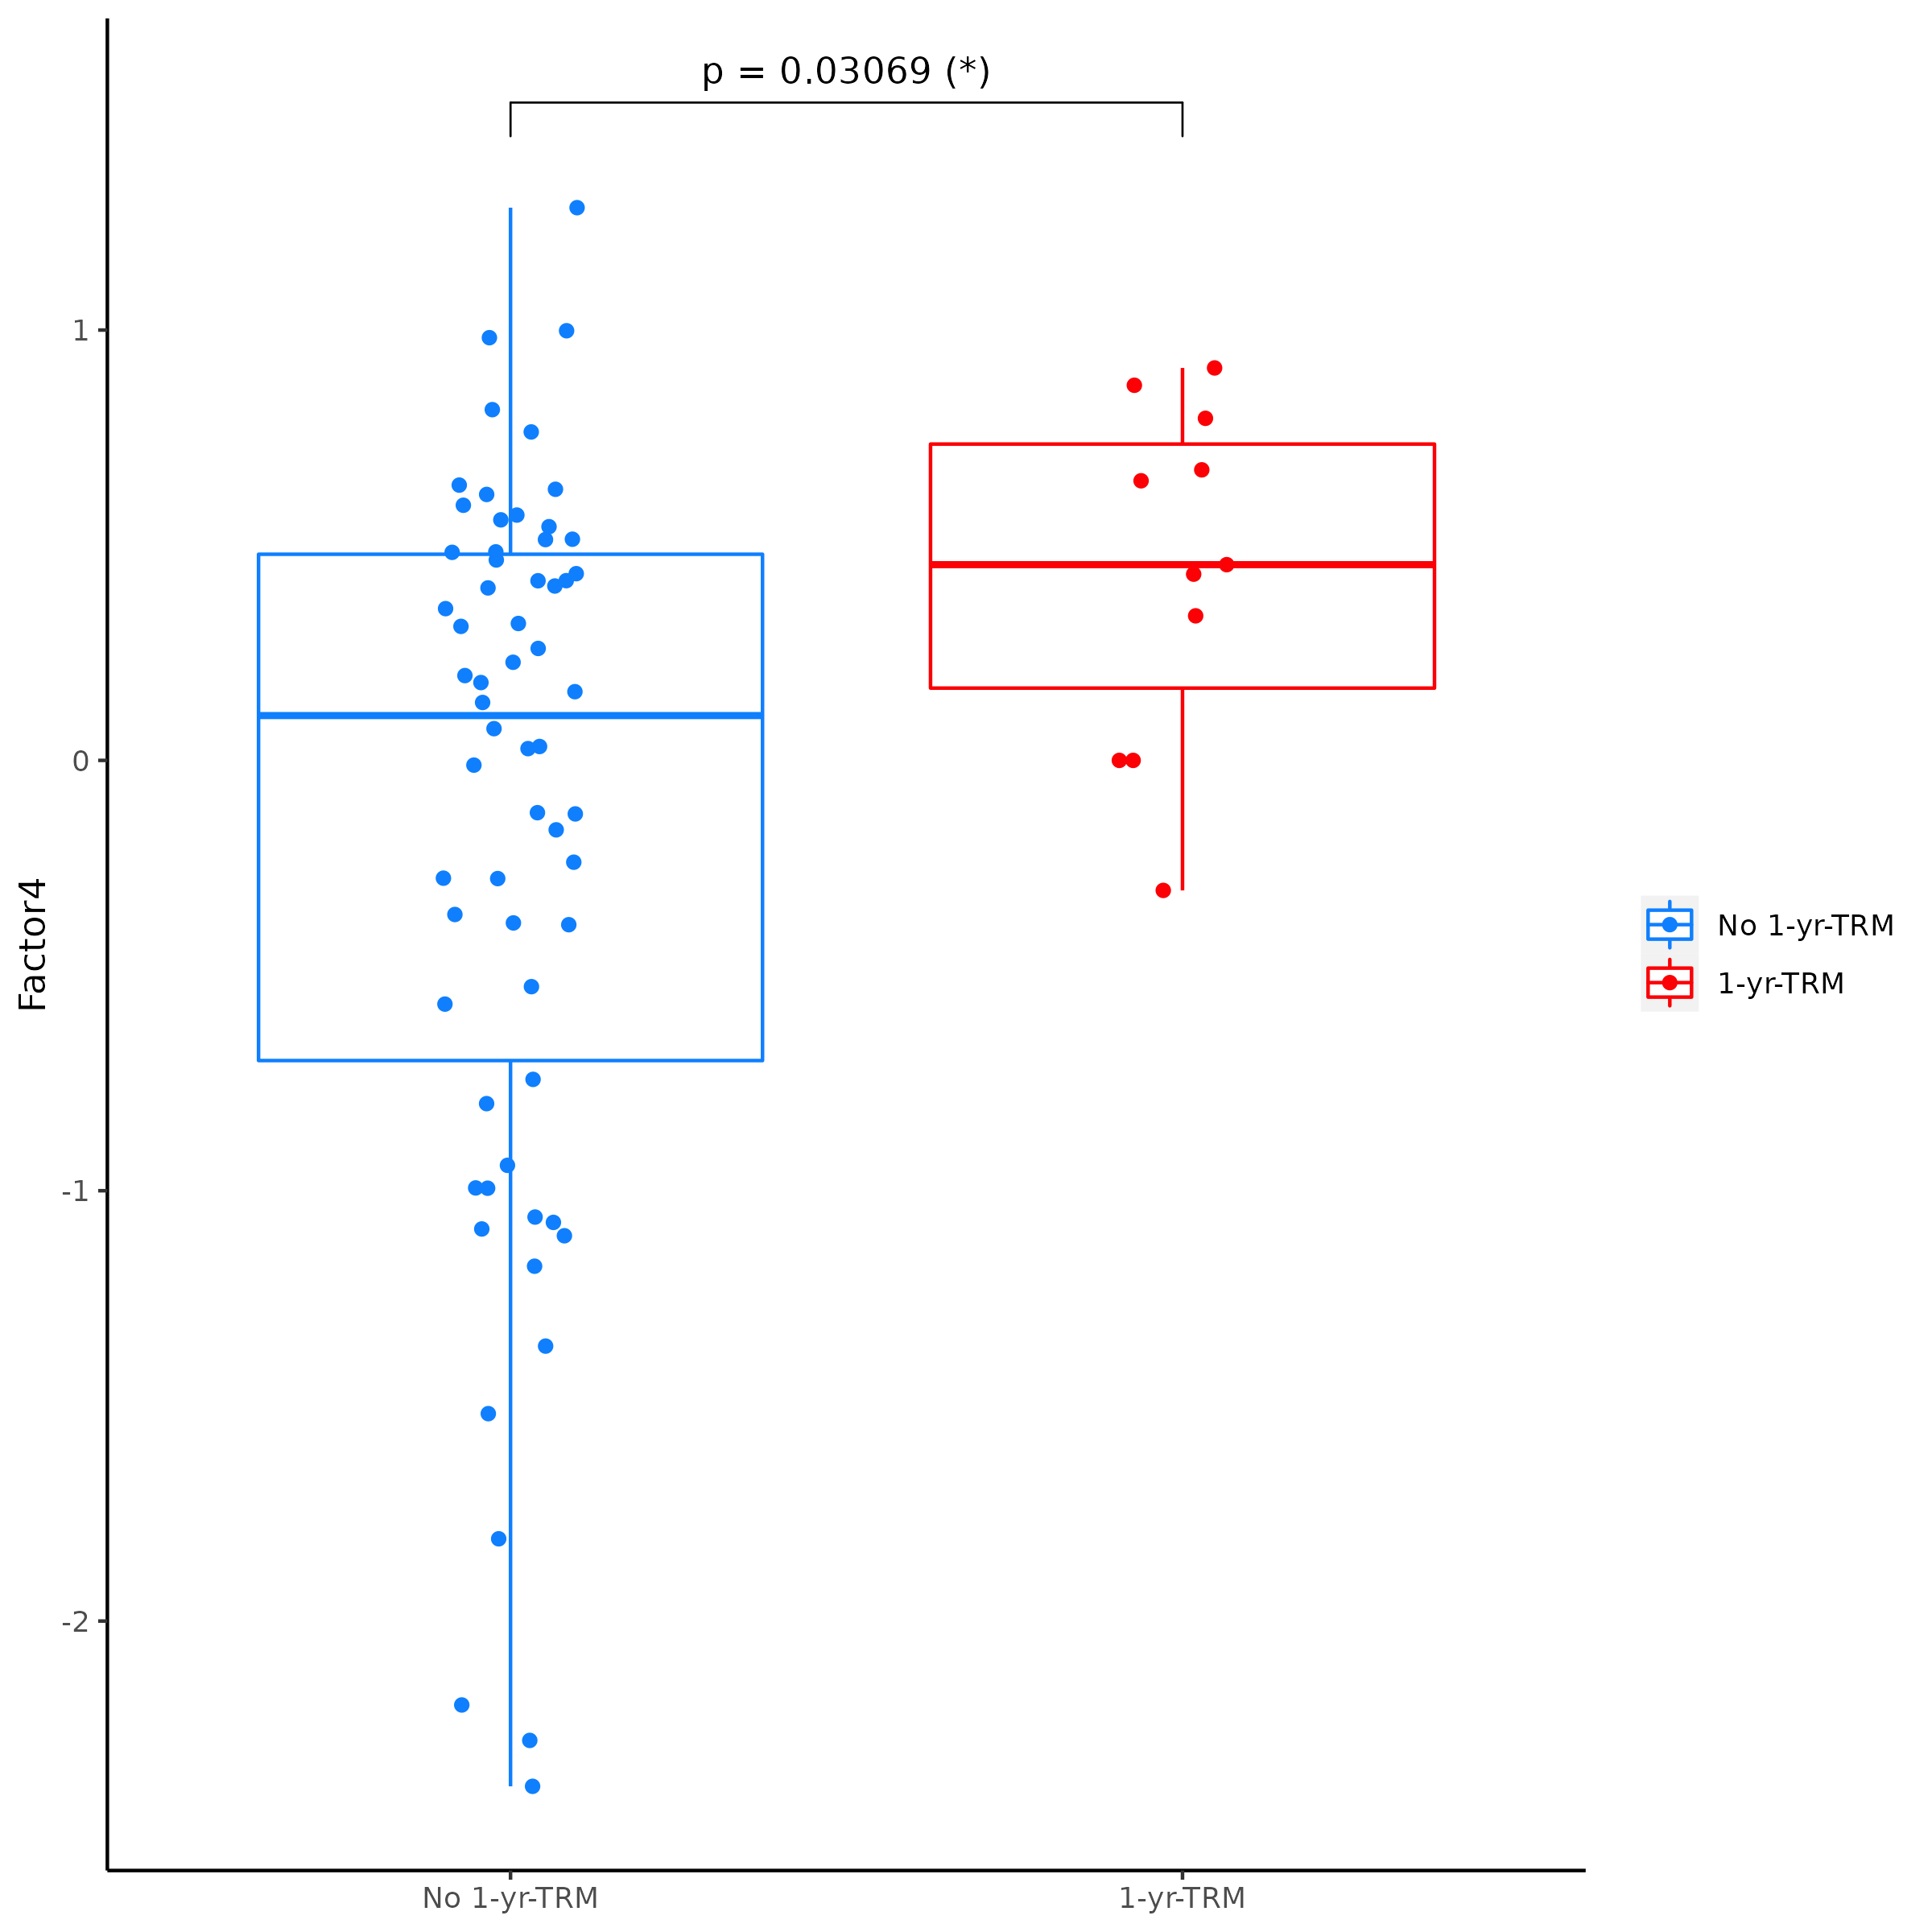 p = 0.03069 (*)
1
0
-1
-2
Factor4
No 1-yr-TRM
1-yr-TRM
No 1-yr-TRM
1-yr-TRM